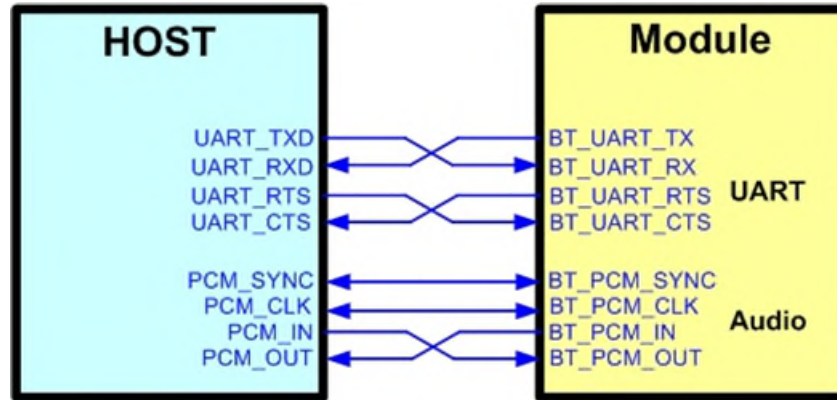 HOST
UART_TXD
UART_RXD
UART_RTS
UART_CTS
PCM_SYNC
PCM_CLK
PCM_IN
PCM_OUT
Module
BT_UART_TX
BT_UART_RX
BT_UART_RTS
BT_UART_CTS
UART
BT_PCM_SYNC
BT_PCM_CLK
BT_PCM_IN
BT_PCM_OUT
Audio